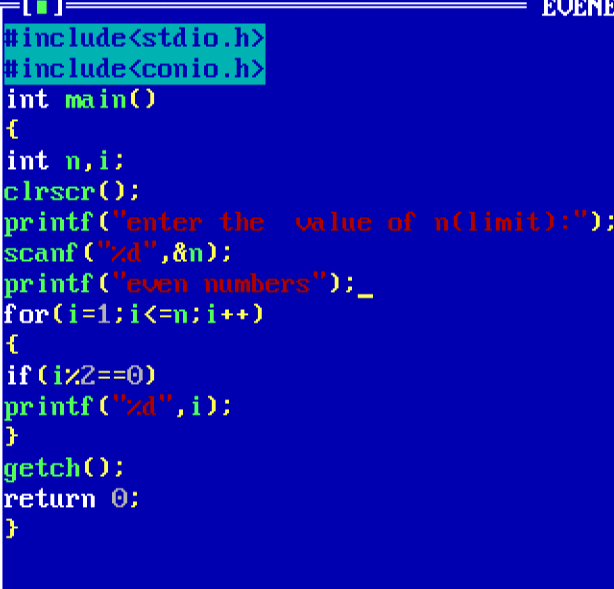 [■] EVENE
#include<stdio.h>
#include<conio.h>
int main()
{
int n,i;
clrscr();
printf("enter the  value of n(limit):");
scanf("%d",&n);
printf("even numbers");_
for(i=1;i<=n;i++)
{
if(i%2==0)
printf("%d",i);
}
getch();
return 0;
}